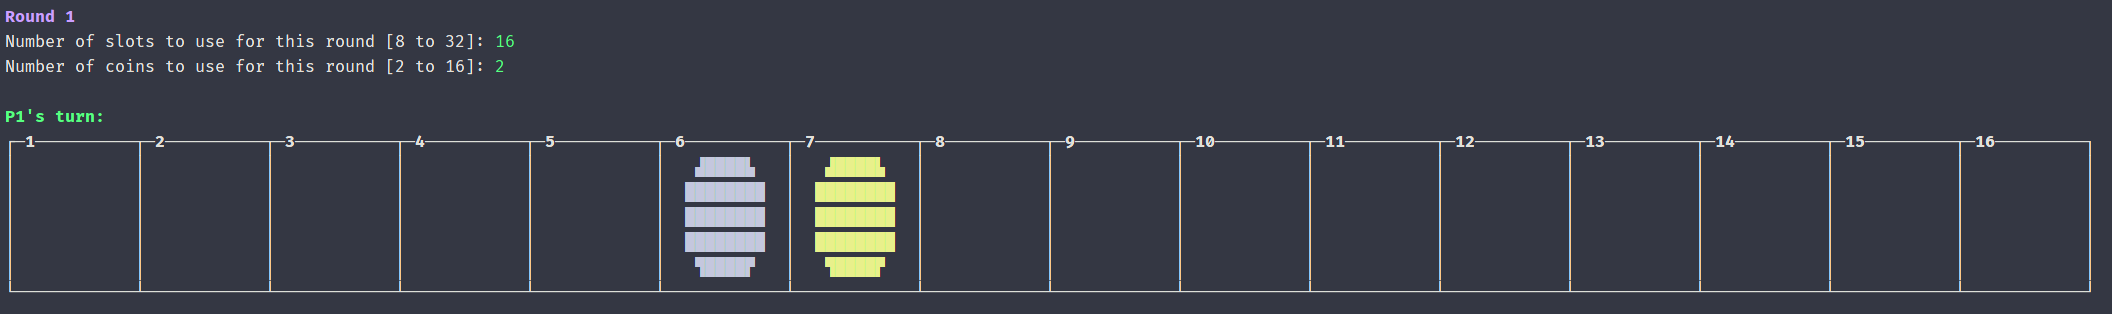 Round 1
Number of slots to use for this round [8 to 32]: 16
Number of coins to use for this round [2 to 16]: 2
P1's turn:
1 2 3 4 5 6 7 8 9 10 11 12 13 14 15 16